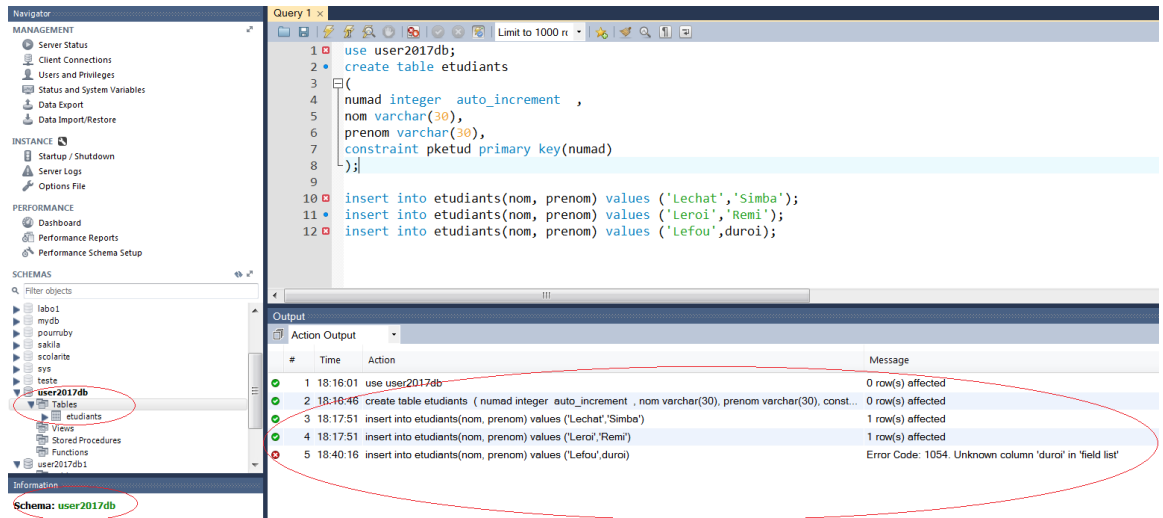 Navigator
MANAGEMENT
Server Status
Client Connections
Users and Privileges
Status and System Variables
Data Export
Data Import/Restore
INSTANCE
Startup / Shutdown
Server Logs
Options File
PERFORMANCE
Dashboard
Performance Reports
Performance Schema Setup
SCHEMAS
Filter objects
labo1
mydb
pourruby
sakila
scolarite
sys
teste
user2017db
Tables
etudiants
Views
Stored Procedures
Functions
user2017db1
Information
Schema: user2017db
Query 1
Limit to 1000 r
1 use user2017db;
2 create table etudiants
3 (
4 numad integer  auto_increment  ,
5 nom varchar(30),
6 prenom varchar(30),
7 constraint pketud primary key(numad)
8 );
9
10 insert into etudiants(nom, prenom) values ('Lechat','Simba');
11 insert into etudiants(nom, prenom) values ('Leroi','Remi');
12 insert into etudiants(nom, prenom) values ('Lefou',duroi);
Output
Action Output
# Time Action Message
1 18:16:01 use user2017db 0 row(s) affected
2 18:16:46 create table etudiants ( numad integer auto_increment , nom varchar(30), prenom varchar(30), const... 0 row(s) affected
3 18:17:51 insert into etudiants(nom, prenom) values ('Lechat','Simba') 1 row(s) affected
4 18:17:51 insert into etudiants(nom, prenom) values ('Leroi','Remi') 1 row(s) affected
5 18:40:16 insert into etudiants(nom, prenom) values ('Lefou',duroi) Error Code: 1054. Unknown column 'duroi' in 'field list'